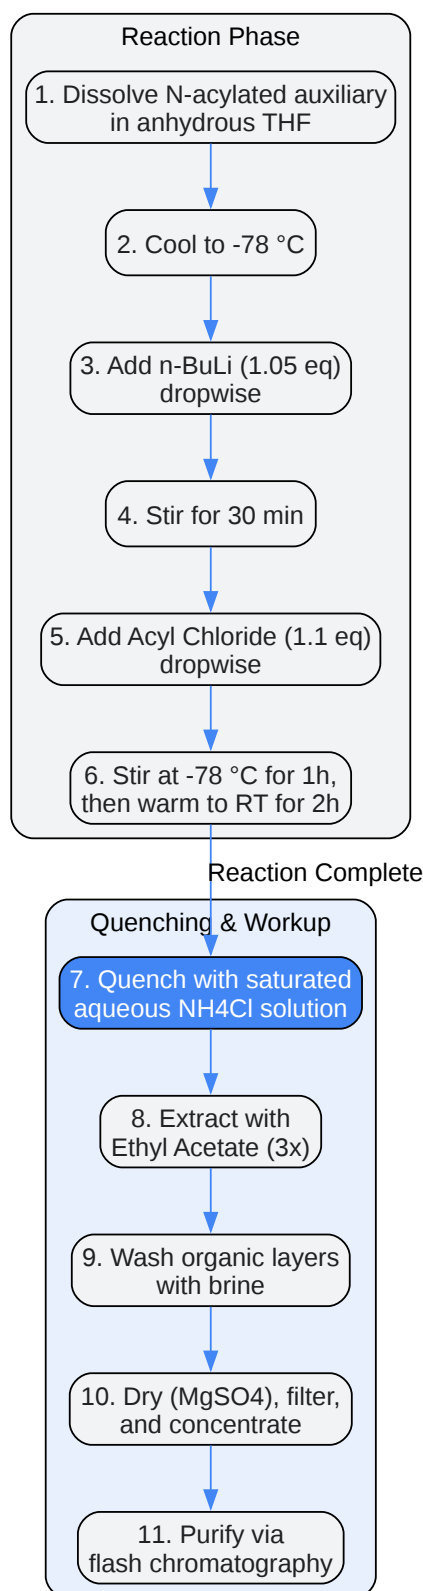 Reaction Phase
1. Dissolve N-acylated auxiliary
in anhydrous THF
2. Cool to -78 °C
3. Add n-BuLi (1.05 eq)
dropwise
4. Stir for 30 min
5. Add Acyl Chloride (1.1 eq)
dropwise
6. Stir at -78 °C for 1h,
then warm to RT for 2h
Reaction Complete
Quenching & Workup
7. Quench with saturated
aqueous NH4Cl solution
8. Extract with
Ethyl Acetate (3x)
9. Wash organic layers
with brine
10. Dry (MgSO4), filter,
and concentrate
11. Purify via
flash chromatography